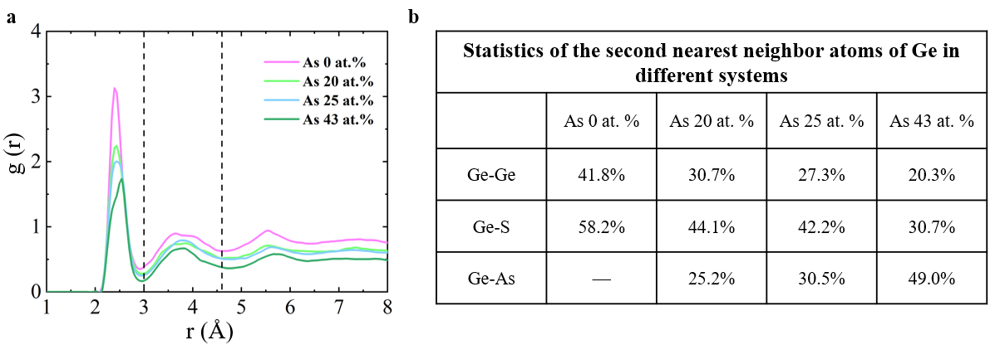 a
4
3
2
1
0
g (r)
1 2 3 4 5 6 7 8
r (Å)
As 0 at.%
As 20 at.%
As 25 at.%
As 43 at.%
b
Statistics of the second nearest neighbor atoms of Ge in
different systems
As 0 at. % As 20 at. % As 25 at. % As 43 at. %
Ge-Ge 41.8% 30.7% 27.3% 20.3%
Ge-S 58.2% 44.1% 42.2% 30.7%
Ge-As — 25.2% 30.5% 49.0%